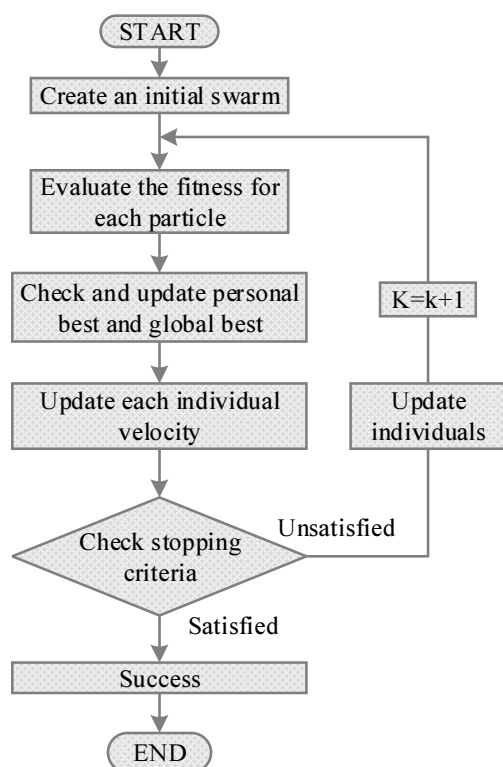 START
Create an initial swarm
Evaluate the fitness for
each particle
Check and update personal
best and global best
K=k+1
Update each individual
velocity
Update
individuals
Unsatisfied
Check stopping
criteria
Satisfied
Success
END